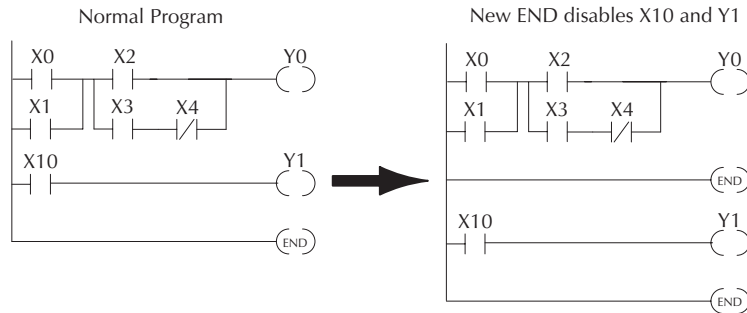 Normal Program
X0 X2 Y0
X1 X3 X4
X10 Y1
END
New END disables X10 and Y1
X0 X2 Y0
X1 X3 X4
END
X10 Y1
END